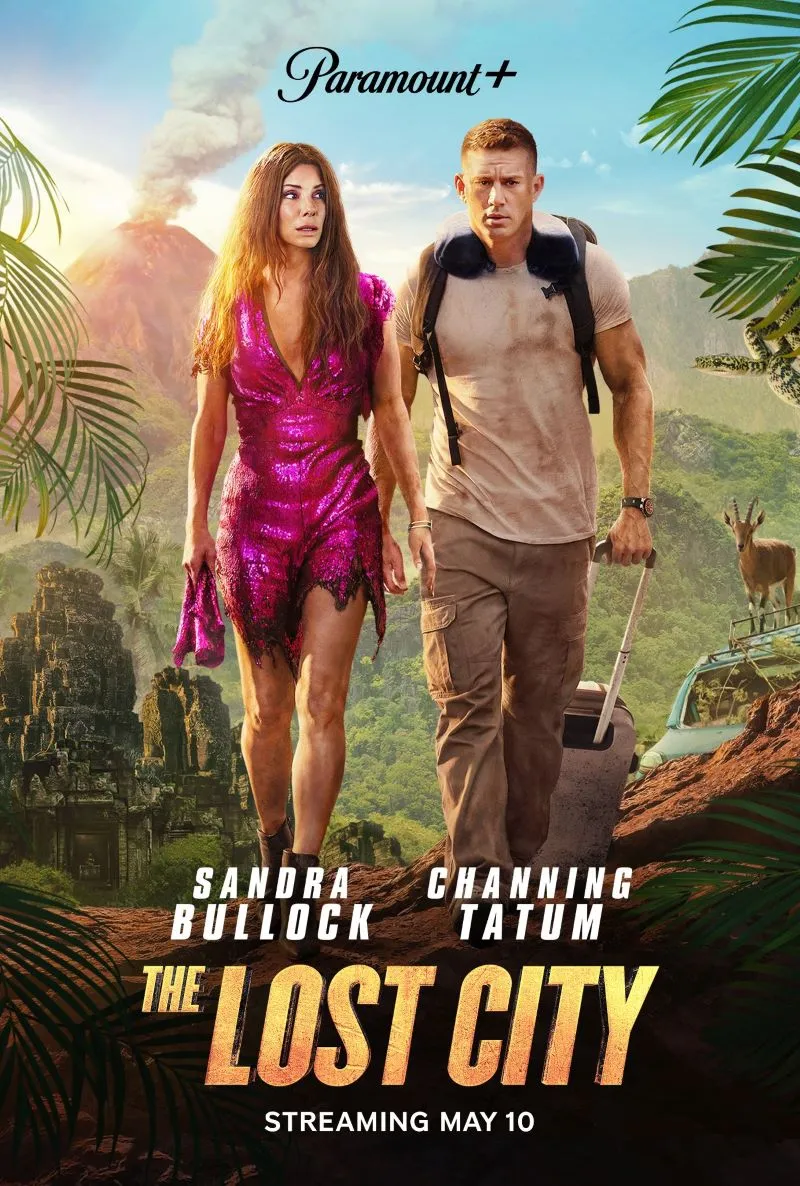 Paramount+
SANDRA CHANNING
BULLOCK TATUM
THE LOST CITY
STREAMING MAY 10